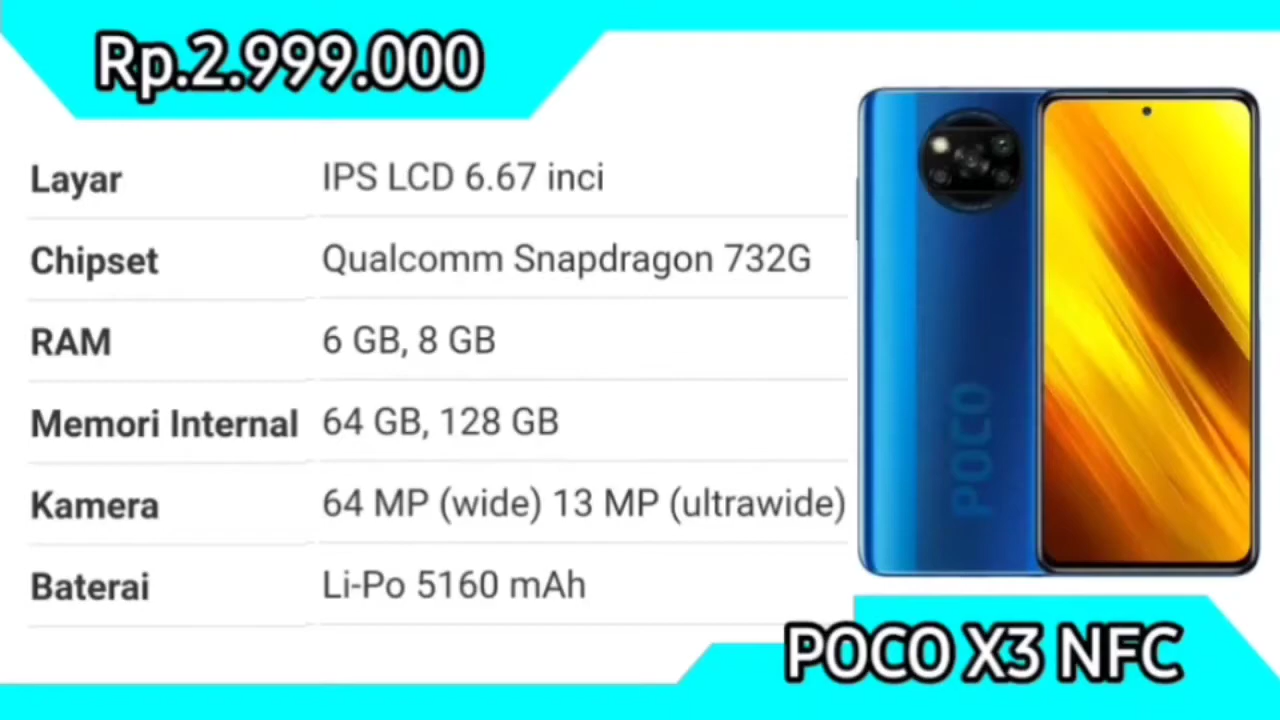 Rp.2.999.000
Layar IPS LCD 6.67 inci
Chipset Qualcomm Snapdragon 732G
RAM 6 GB, 8 GB
Memori Internal 64 GB, 128 GB
Kamera 64 MP (wide) 13 MP (ultrawide)
Baterai Li-Po 5160 mAh
POCO
POCO X3 NFC